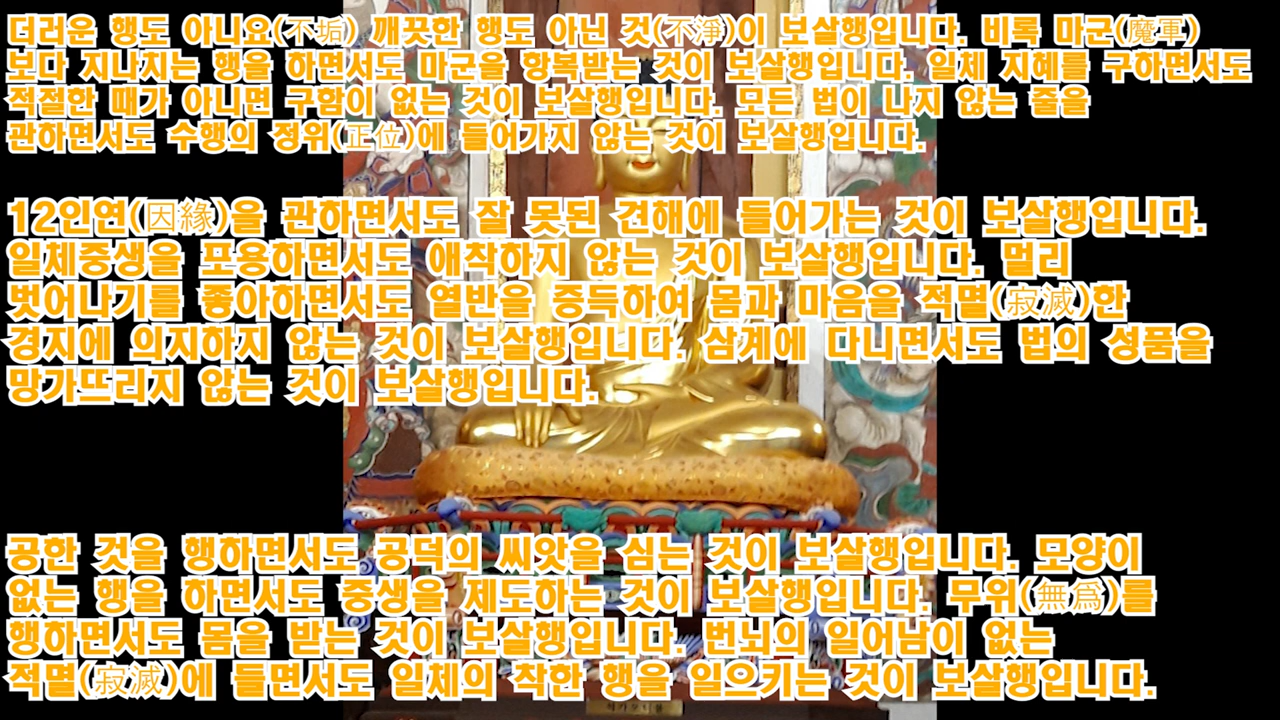 더러운 행도 아니요(不垢) 깨끗한 행도 아닌 것(不淨)이 보살행입니다. 비록 마군(魔軍)
보다 지나치는 행을 하면서도 마군을 항복받는 것이 보살행입니다. 일체 지혜를 구하면서도
적절한 때가 아니면 구함이 없는 것이 보살행입니다. 모든 법이 나지 않는 줄을
관하면서도 수행의 정위(正位)에 들어가지 않는 것이 보살행입니다.
12인연(因緣)을 관하면서도 잘 못된 견해에 들어가는 것이 보살행입니다.
일체중생을 포용하면서도 애착하지 않는 것이 보살행입니다. 멀리
벗어나기를 좋아하면서도 열반을 증득하여 몸과 마음을 적멸(寂滅)한
경지에 의지하지 않는 것이 보살행입니다. 삼계에 다니면서도 법의 성품을
망가뜨리지 않는 것이 보살행입니다.
공한 것을 행하면서도 공덕의 씨앗을 심는 것이 보살행입니다. 모양이
없는 행을 하면서도 중생을 제도하는 것이 보살행입니다. 무위(無爲)를
행하면서도 몸을 받는 것이 보살행입니다. 번뇌의 일어남이 없는
적멸(寂滅)에 들면서도 일체의 착한 행을 일으키는 것이 보살행입니다.